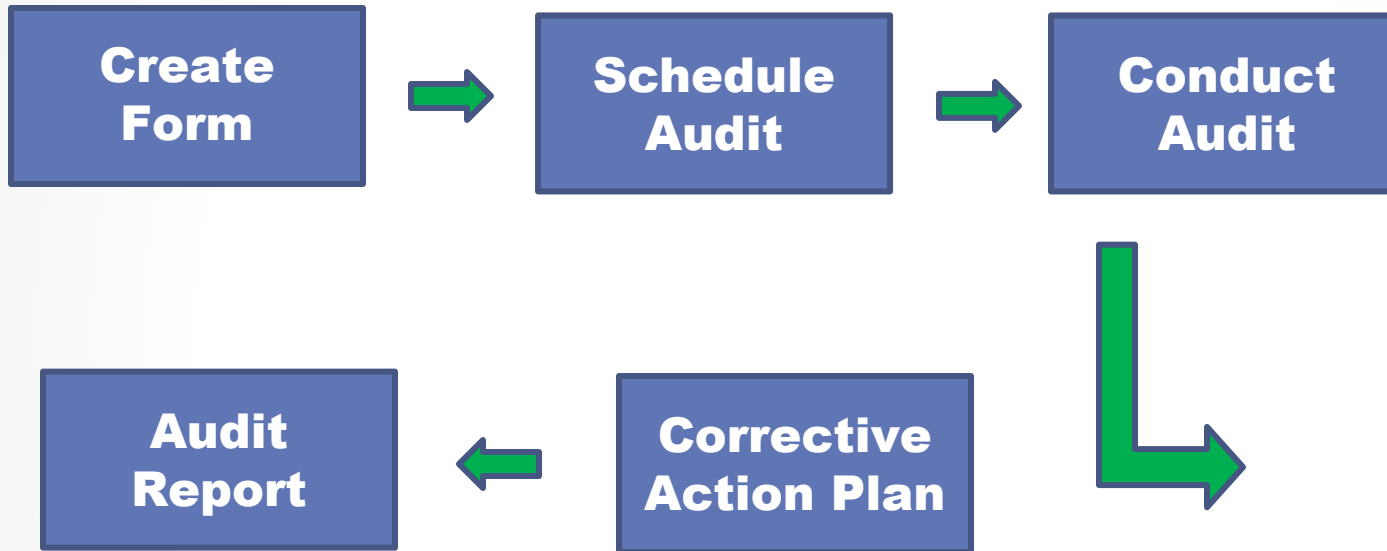 Create
Form
Schedule
Audit
Conduct
Audit
Audit
Report
Corrective
Action Plan